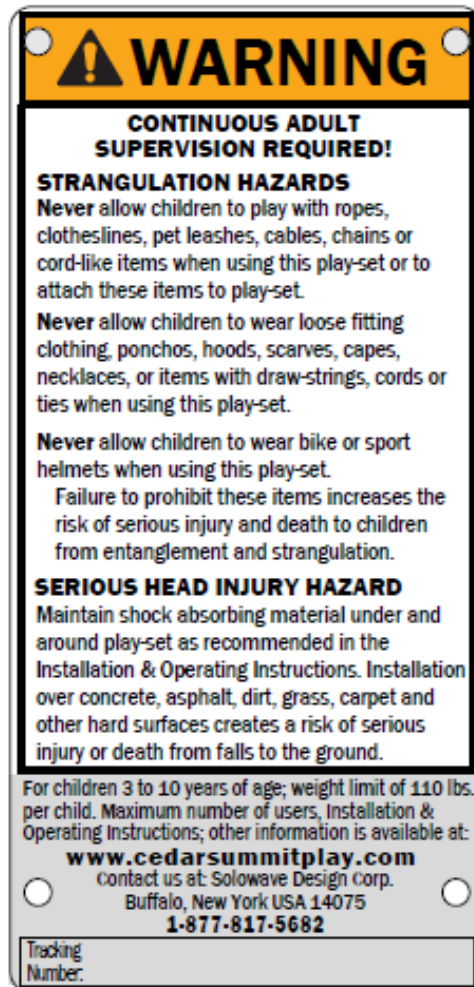 WARNING
CONTINUOUS ADULT
SUPERVISION REQUIRED!
STRANGULATION HAZARDS
Never allow children to play with ropes,
clotheslines, pet leashes, cables, chains or
cord-like items when using this play-set or to
attach these items to play-set.
Never allow children to wear loose fitting
clothing, ponchos, hoods, scarves, capes,
necklaces, or items with draw-strings, cords or
ties when using this play-set.
Never allow children to wear bike or sport
helmets when using this play-set.
Failure to prohibit these items increases the
risk of serious injury and death to children
from entanglement and strangulation.
SERIOUS HEAD INJURY HAZARD
Maintain shock absorbing material under and
around play-set as recommended in the
Installation & Operating Instructions. Installation
over concrete, asphalt, dirt, grass, carpet and
other hard surfaces creates a risk of serious
injury or death from falls to the ground.
For children 3 to 10 years of age; weight limit of 110 lbs.
per child. Maximum number of users, Installation &
Operating Instructions; other information is available at:
www.cedarsummitplay.com
Contact us at: Solowave Design Corp.
Buffalo, New York USA 14075
1-877-817-5682
Tracking
Number: